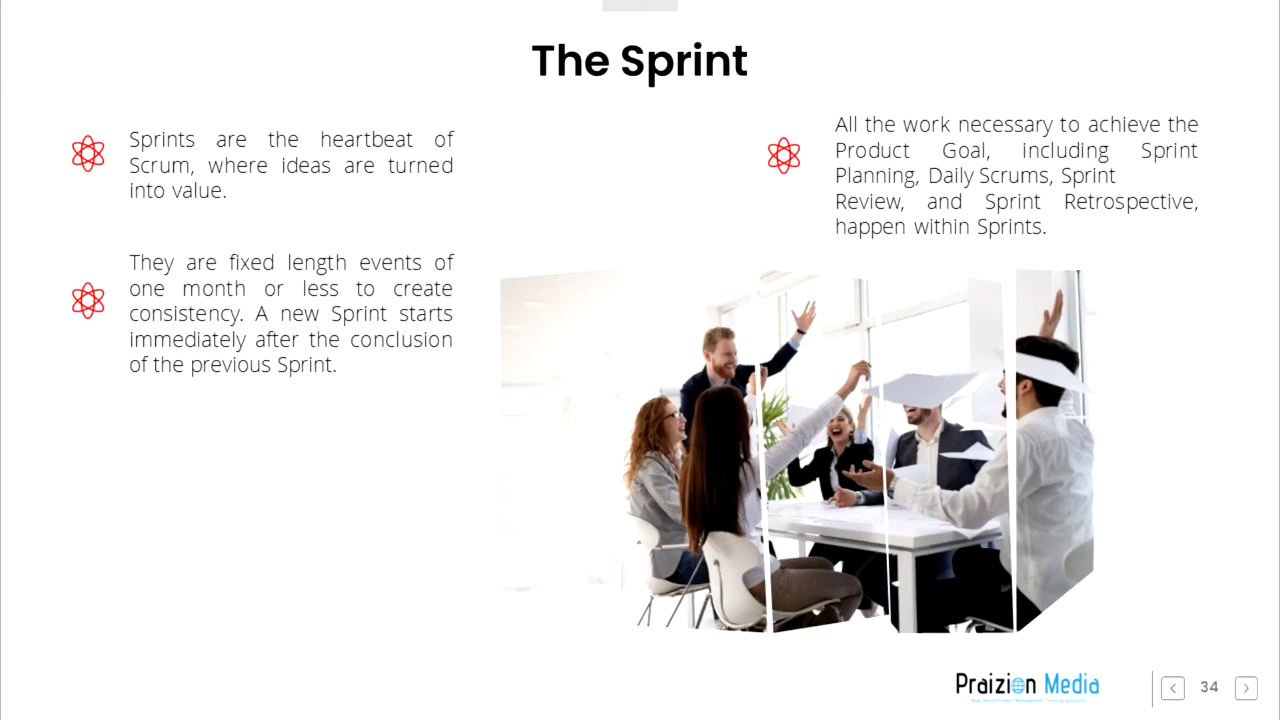 The Sprint
Sprints are the heartbeat of
Scrum, where ideas are turned
into value.
They are fixed length events of
one month or less to create
consistency. A new Sprint starts
immediately after the conclusion
of the previous Sprint.
All the work necessary to achieve the
Product Goal, including Sprint
Planning, Daily Scrums, Sprint
Review, and Sprint Retrospective,
happen within Sprints.
Praizion Media
34